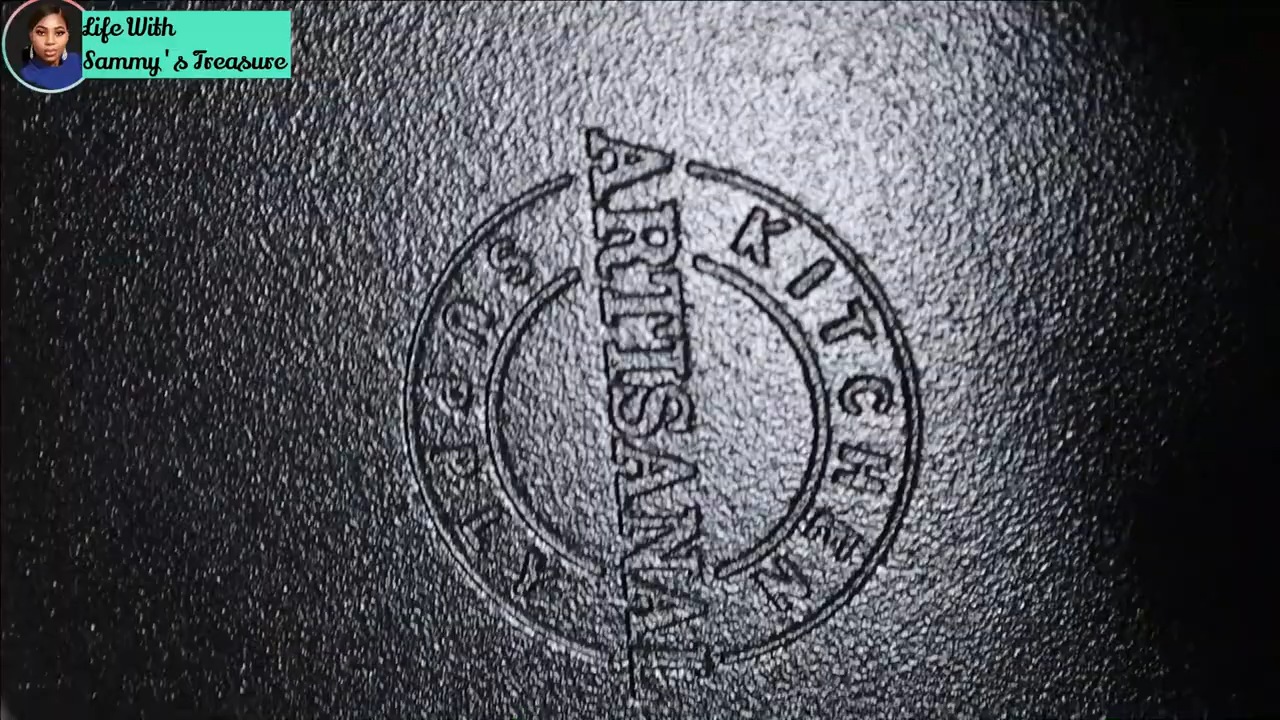 Life With
Sammy's Treasure
KITCHEN
ARTISANAL
SUPPLY